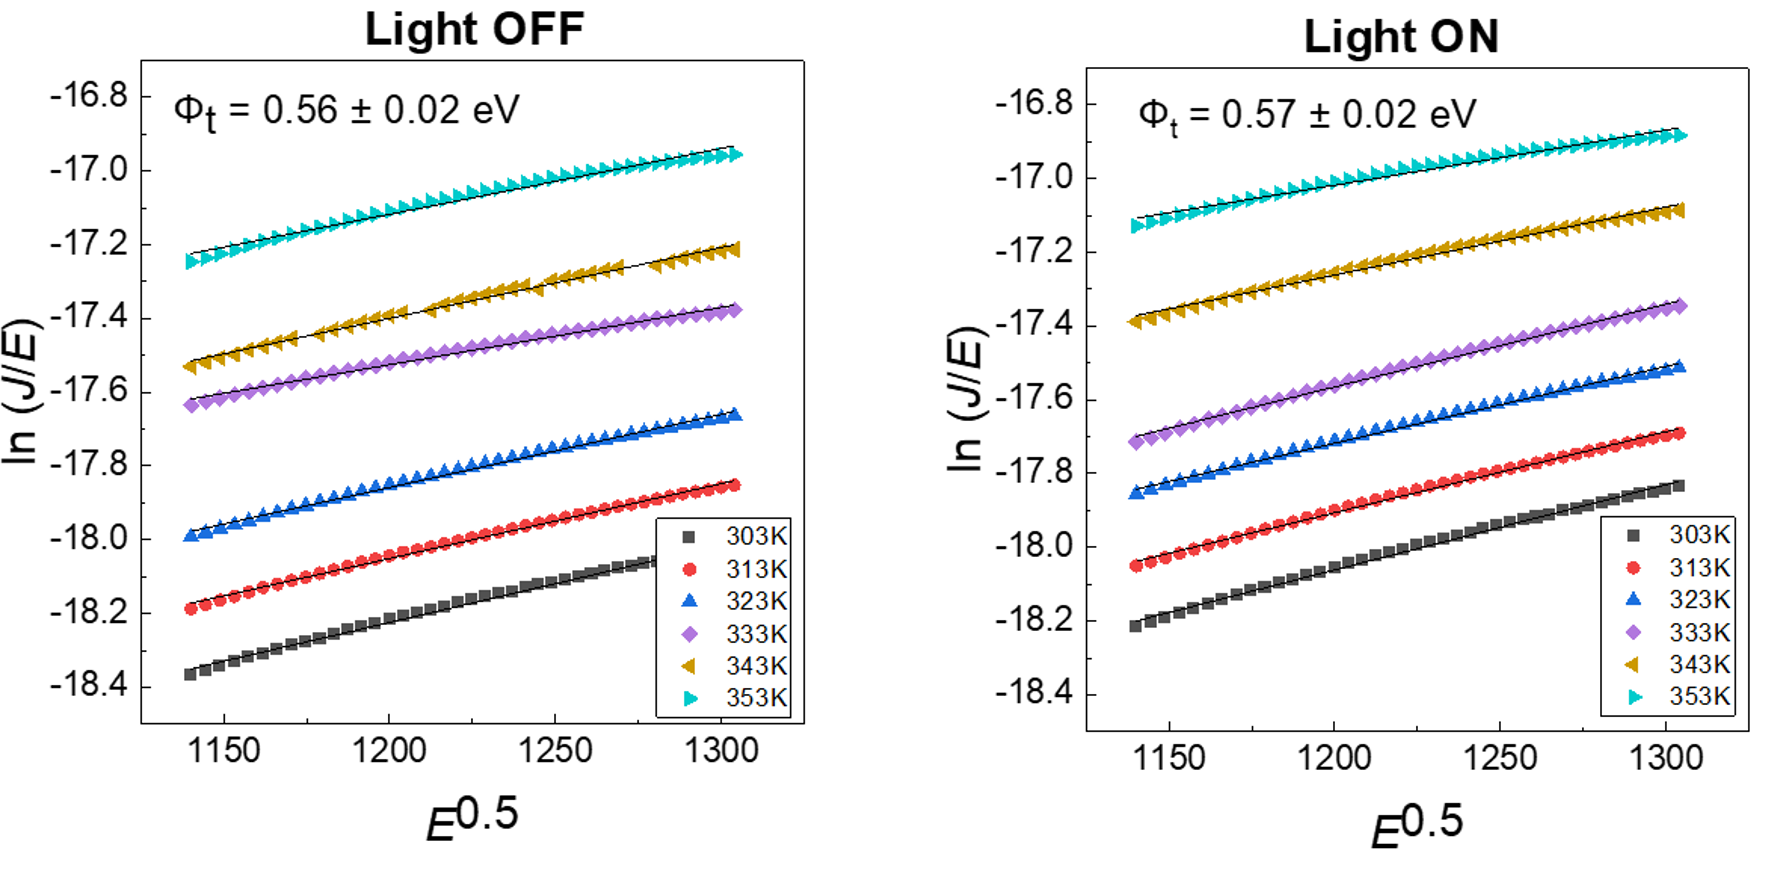 Light OFF
Φt = 0.56 ± 0.02 eV
-16.8
-17.0
-17.2
-17.4
-17.6
-17.8
-18.0
-18.2
-18.4
ln (J/E)
303K
313K
323K
333K
343K
353K
1150 1200 1250 1300
E0.5
Light ON
Φt = 0.57 ± 0.02 eV
-16.8
-17.0
-17.2
-17.4
-17.6
-17.8
-18.0
-18.2
-18.4
ln (J/E)
303K
313K
323K
333K
343K
353K
1150 1200 1250 1300
E0.5